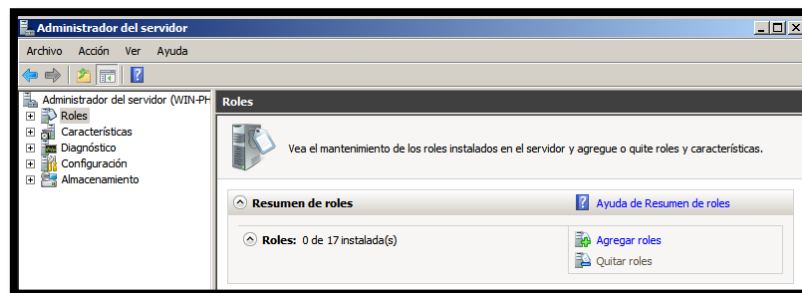 Administrador del servidor
Archivo Acción Ver Ayuda
Administrador del servidor (WIN-PH
Roles
Características
Diagnóstico
Configuración
Almacenamiento
Roles
Vea el mantenimiento de los roles instalados en el servidor y agregue o quite roles y características.
Resumen de roles
Ayuda de Resumen de roles
Roles: 0 de 17 instalada(s)
Agregar roles
Quitar roles